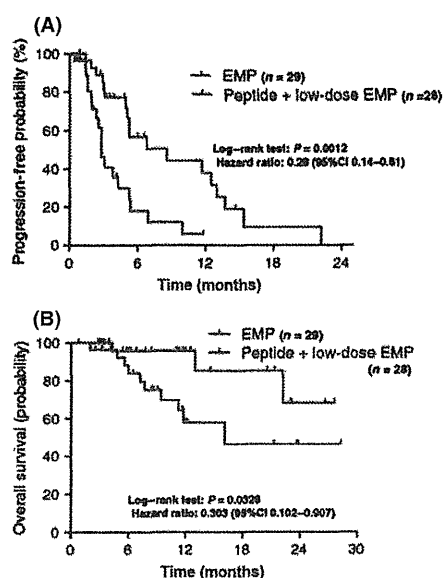 (A)
Progression-free probability (%)
100
80
60
40
20
0
EMP (n = 29)
Peptide + low-dose EMP (n =28)
Log-rank test: P = 0.0012
Hazard ratio: 0.28 (95%CI 0.14–0.61)
0 6 12 18 24
Time (months)
(B)
Overall survival (probability)
100
80
60
40
20
0
EMP (n = 29)
Peptide + low-dose EMP
(n = 28)
Log-rank test: P = 0.0329
Hazard ratio: 0.303 (95%CI 0.102–0.907)
0 6 12 18 24 30
Time (months)